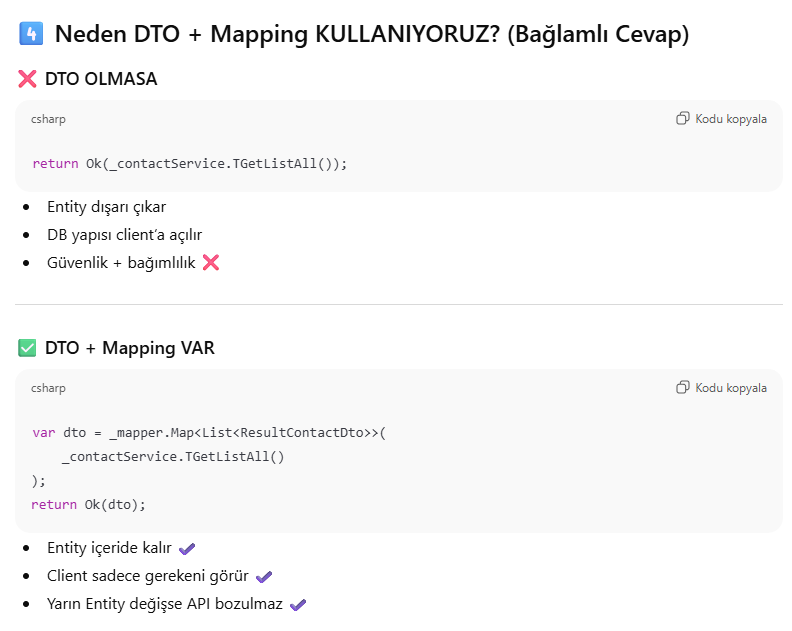 4 Neden DTO + Mapping KULLANIYORUZ? (Bağlamlı Cevap)
❌ DTO OLMASA
csharp
Kodu kopyala
return Ok(_contactService.TGetListAll());
• Entity dışarı çıkar
• DB yapısı client’a açılır
• Güvenlik + bağımlılık ❌
✅ DTO + Mapping VAR
csharp
Kodu kopyala
var dto = _mapper.Map<List<ResultContactDto>>(
    _contactService.TGetListAll()
);
return Ok(dto);
• Entity içeride kalır ✔
• Client sadece gerekeni görür ✔
• Yarın Entity değişse API bozulmaz ✔